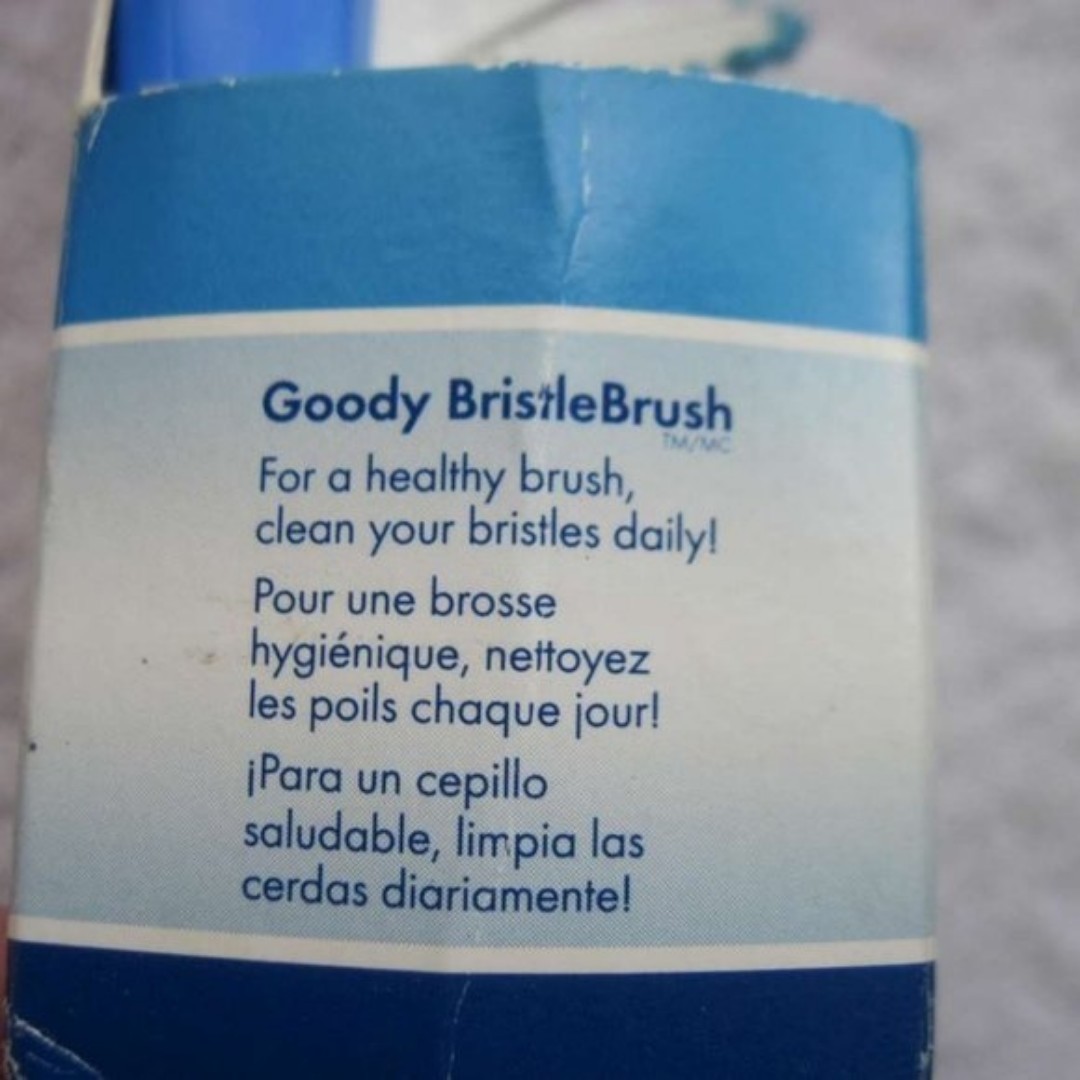 Goody BristleBrush
TM/MC
For a healthy brush,
clean your bristles daily!
Pour une brosse
hygiénique, nettoyez
les poils chaque jour!
¡Para un cepillo
saludable, limpia las
cerdas diariamente!